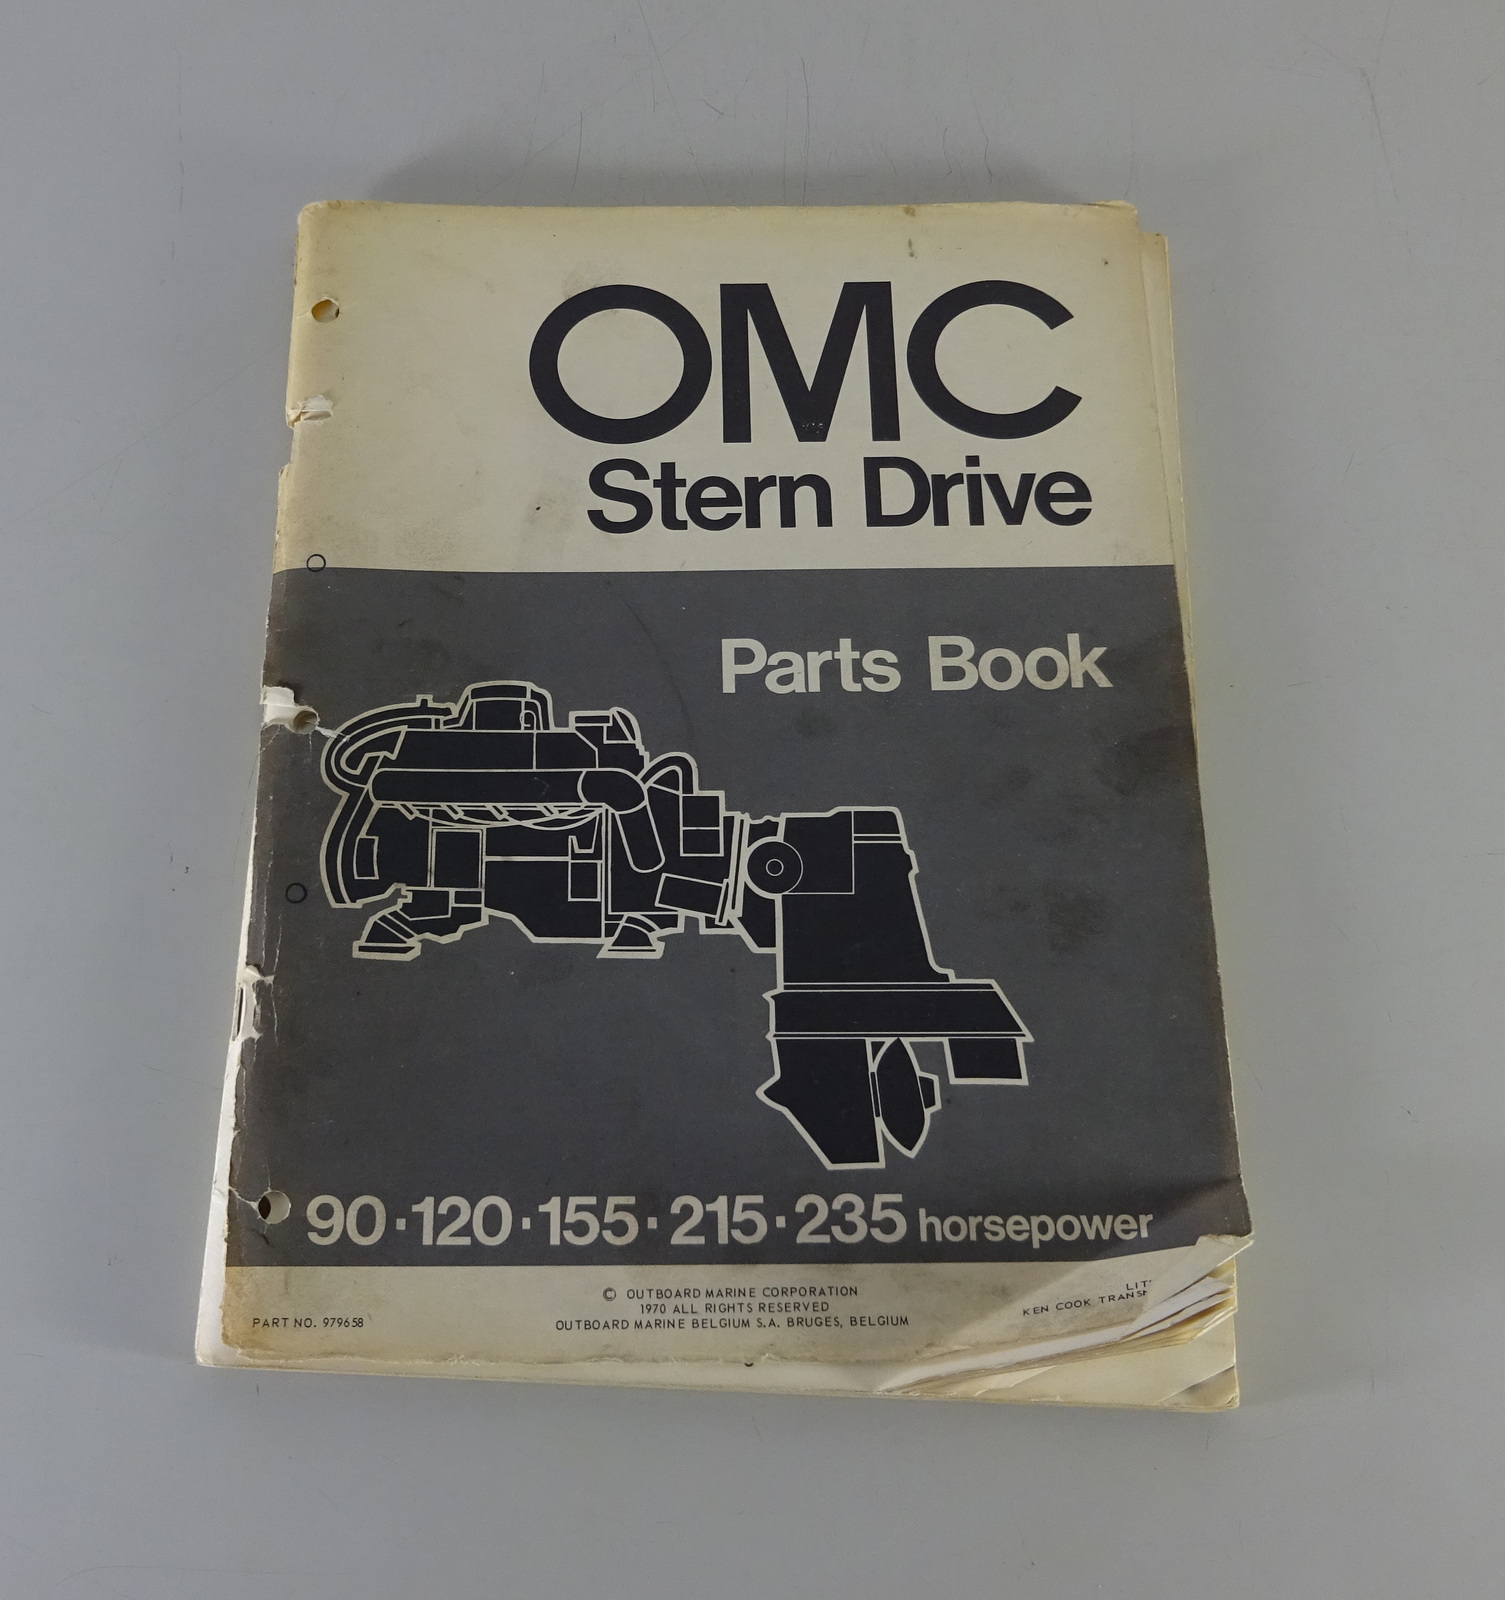 OMC
Stern Drive
Parts Book
90·120·155·215·235 horsepower
© OUTBOARD MARINE CORPORATION
1970 ALL RIGHTS RESERVED
OUTBOARD MARINE BELGIUM S.A. BRUGES, BELGIUM
PART NO. 979658
KEN COOK